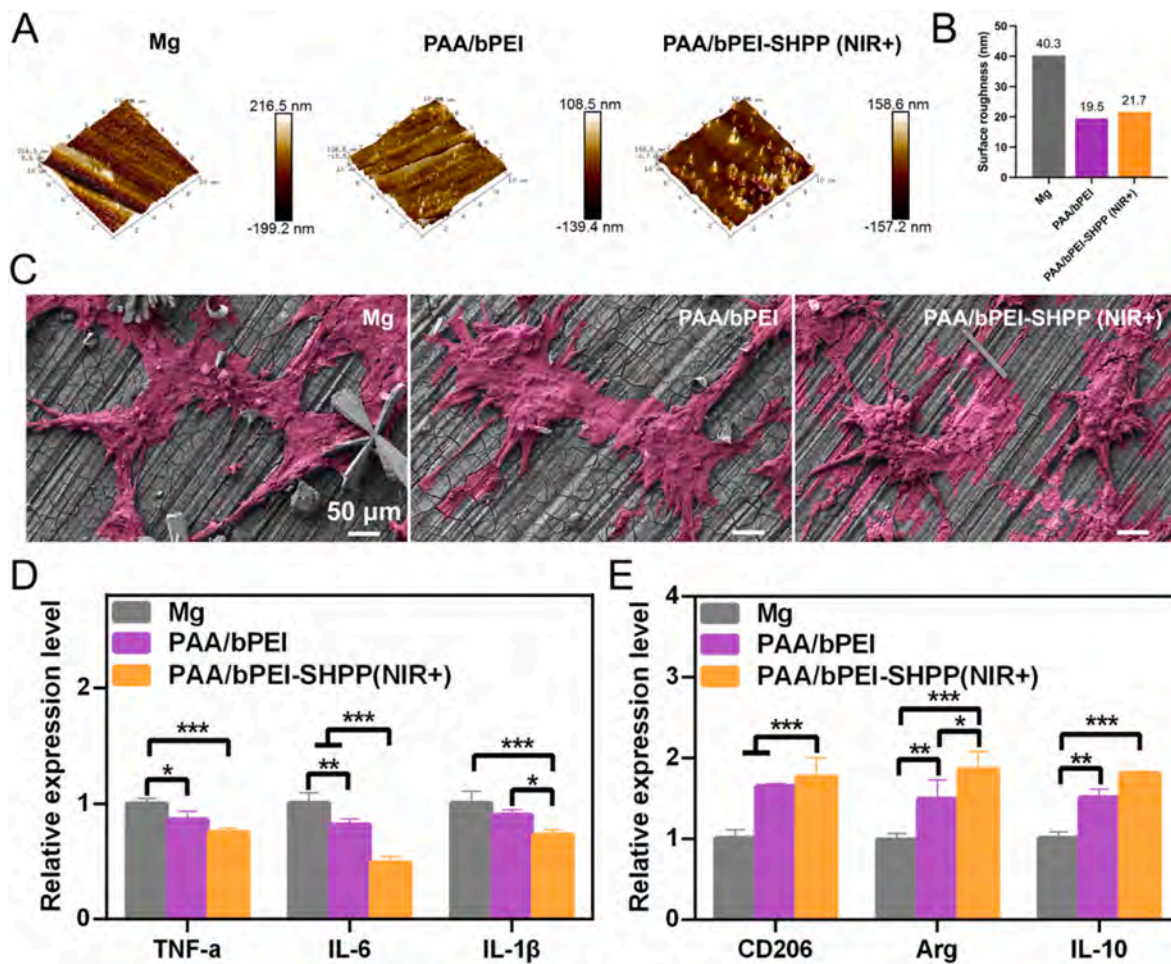 A
Mg
PAA/bPEI
PAA/bPEI-SHPP (NIR+)
216.5 nm
-199.2 nm
108.5 nm
-139.4 nm
158.6 nm
-157.2 nm
B
Surface roughness (nm)
50
40
30
20
10
0
40.3
19.5
21.7
Mg
PAA/bPEI
PAA/bPEI-SHPP (NIR+)
C
Mg
50 μm
PAA/bPEI
PAA/bPEI-SHPP (NIR+)
D
Relative expression level
2
1
0
Mg
PAA/bPEI
PAA/bPEI-SHPP(NIR+)
***
*
***
**
***
*
TNF-a
IL-6
IL-1β
E
Relative expression level
4
3
2
1
0
Mg
PAA/bPEI
PAA/bPEI-SHPP(NIR+)
***
***
*
**
***
**
CD206
Arg
IL-10